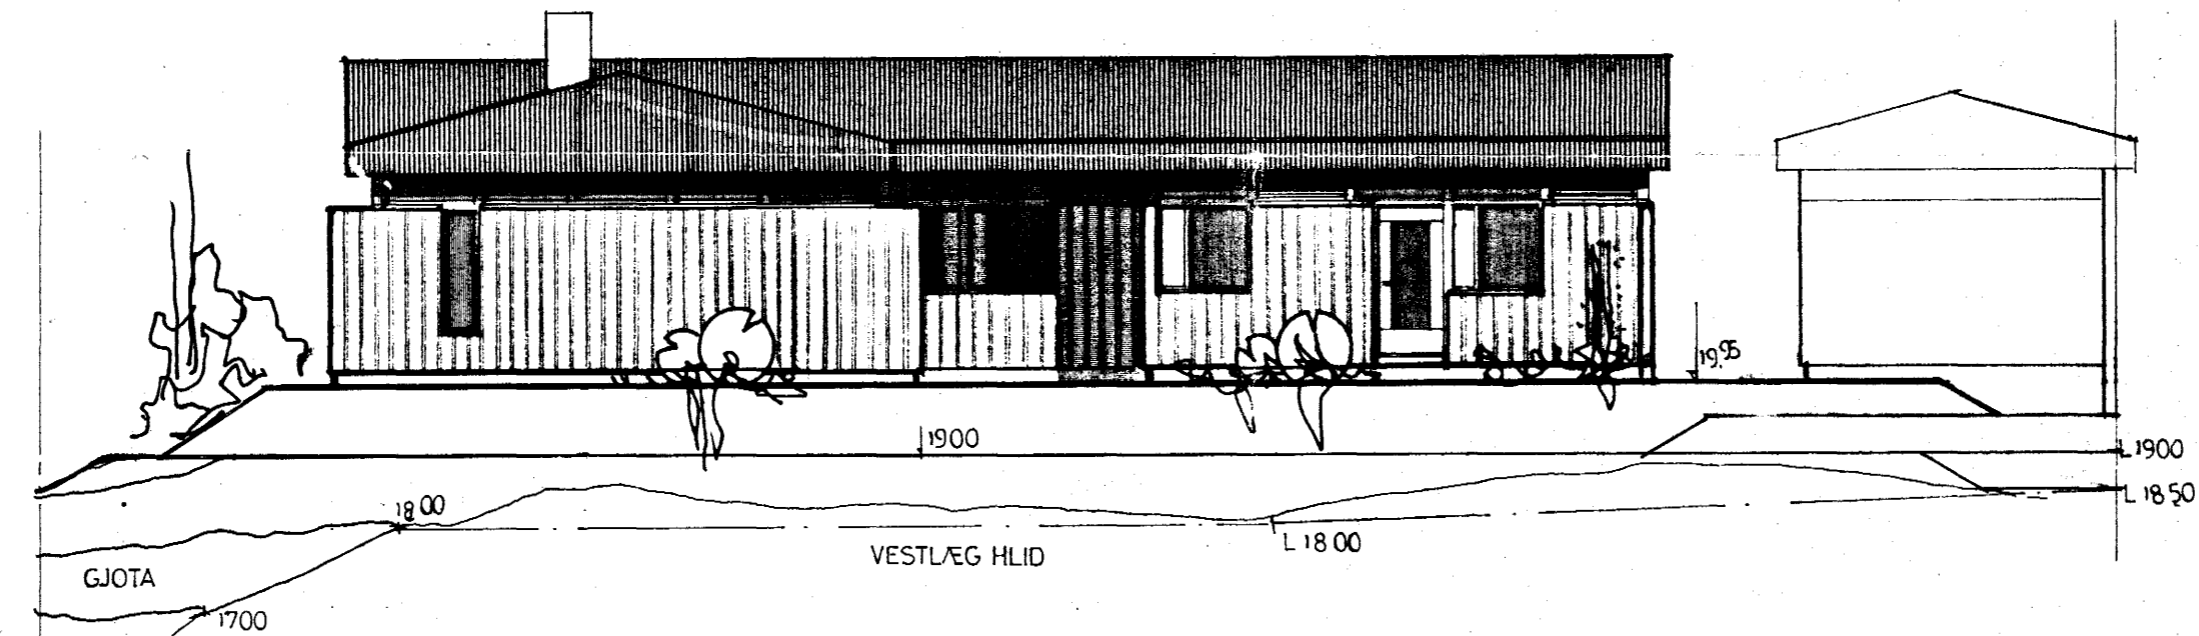 19.95
1900
L 1900
L 18 50
18 00
L 18 00
VESTLÆG HLID
GJOTA
1700